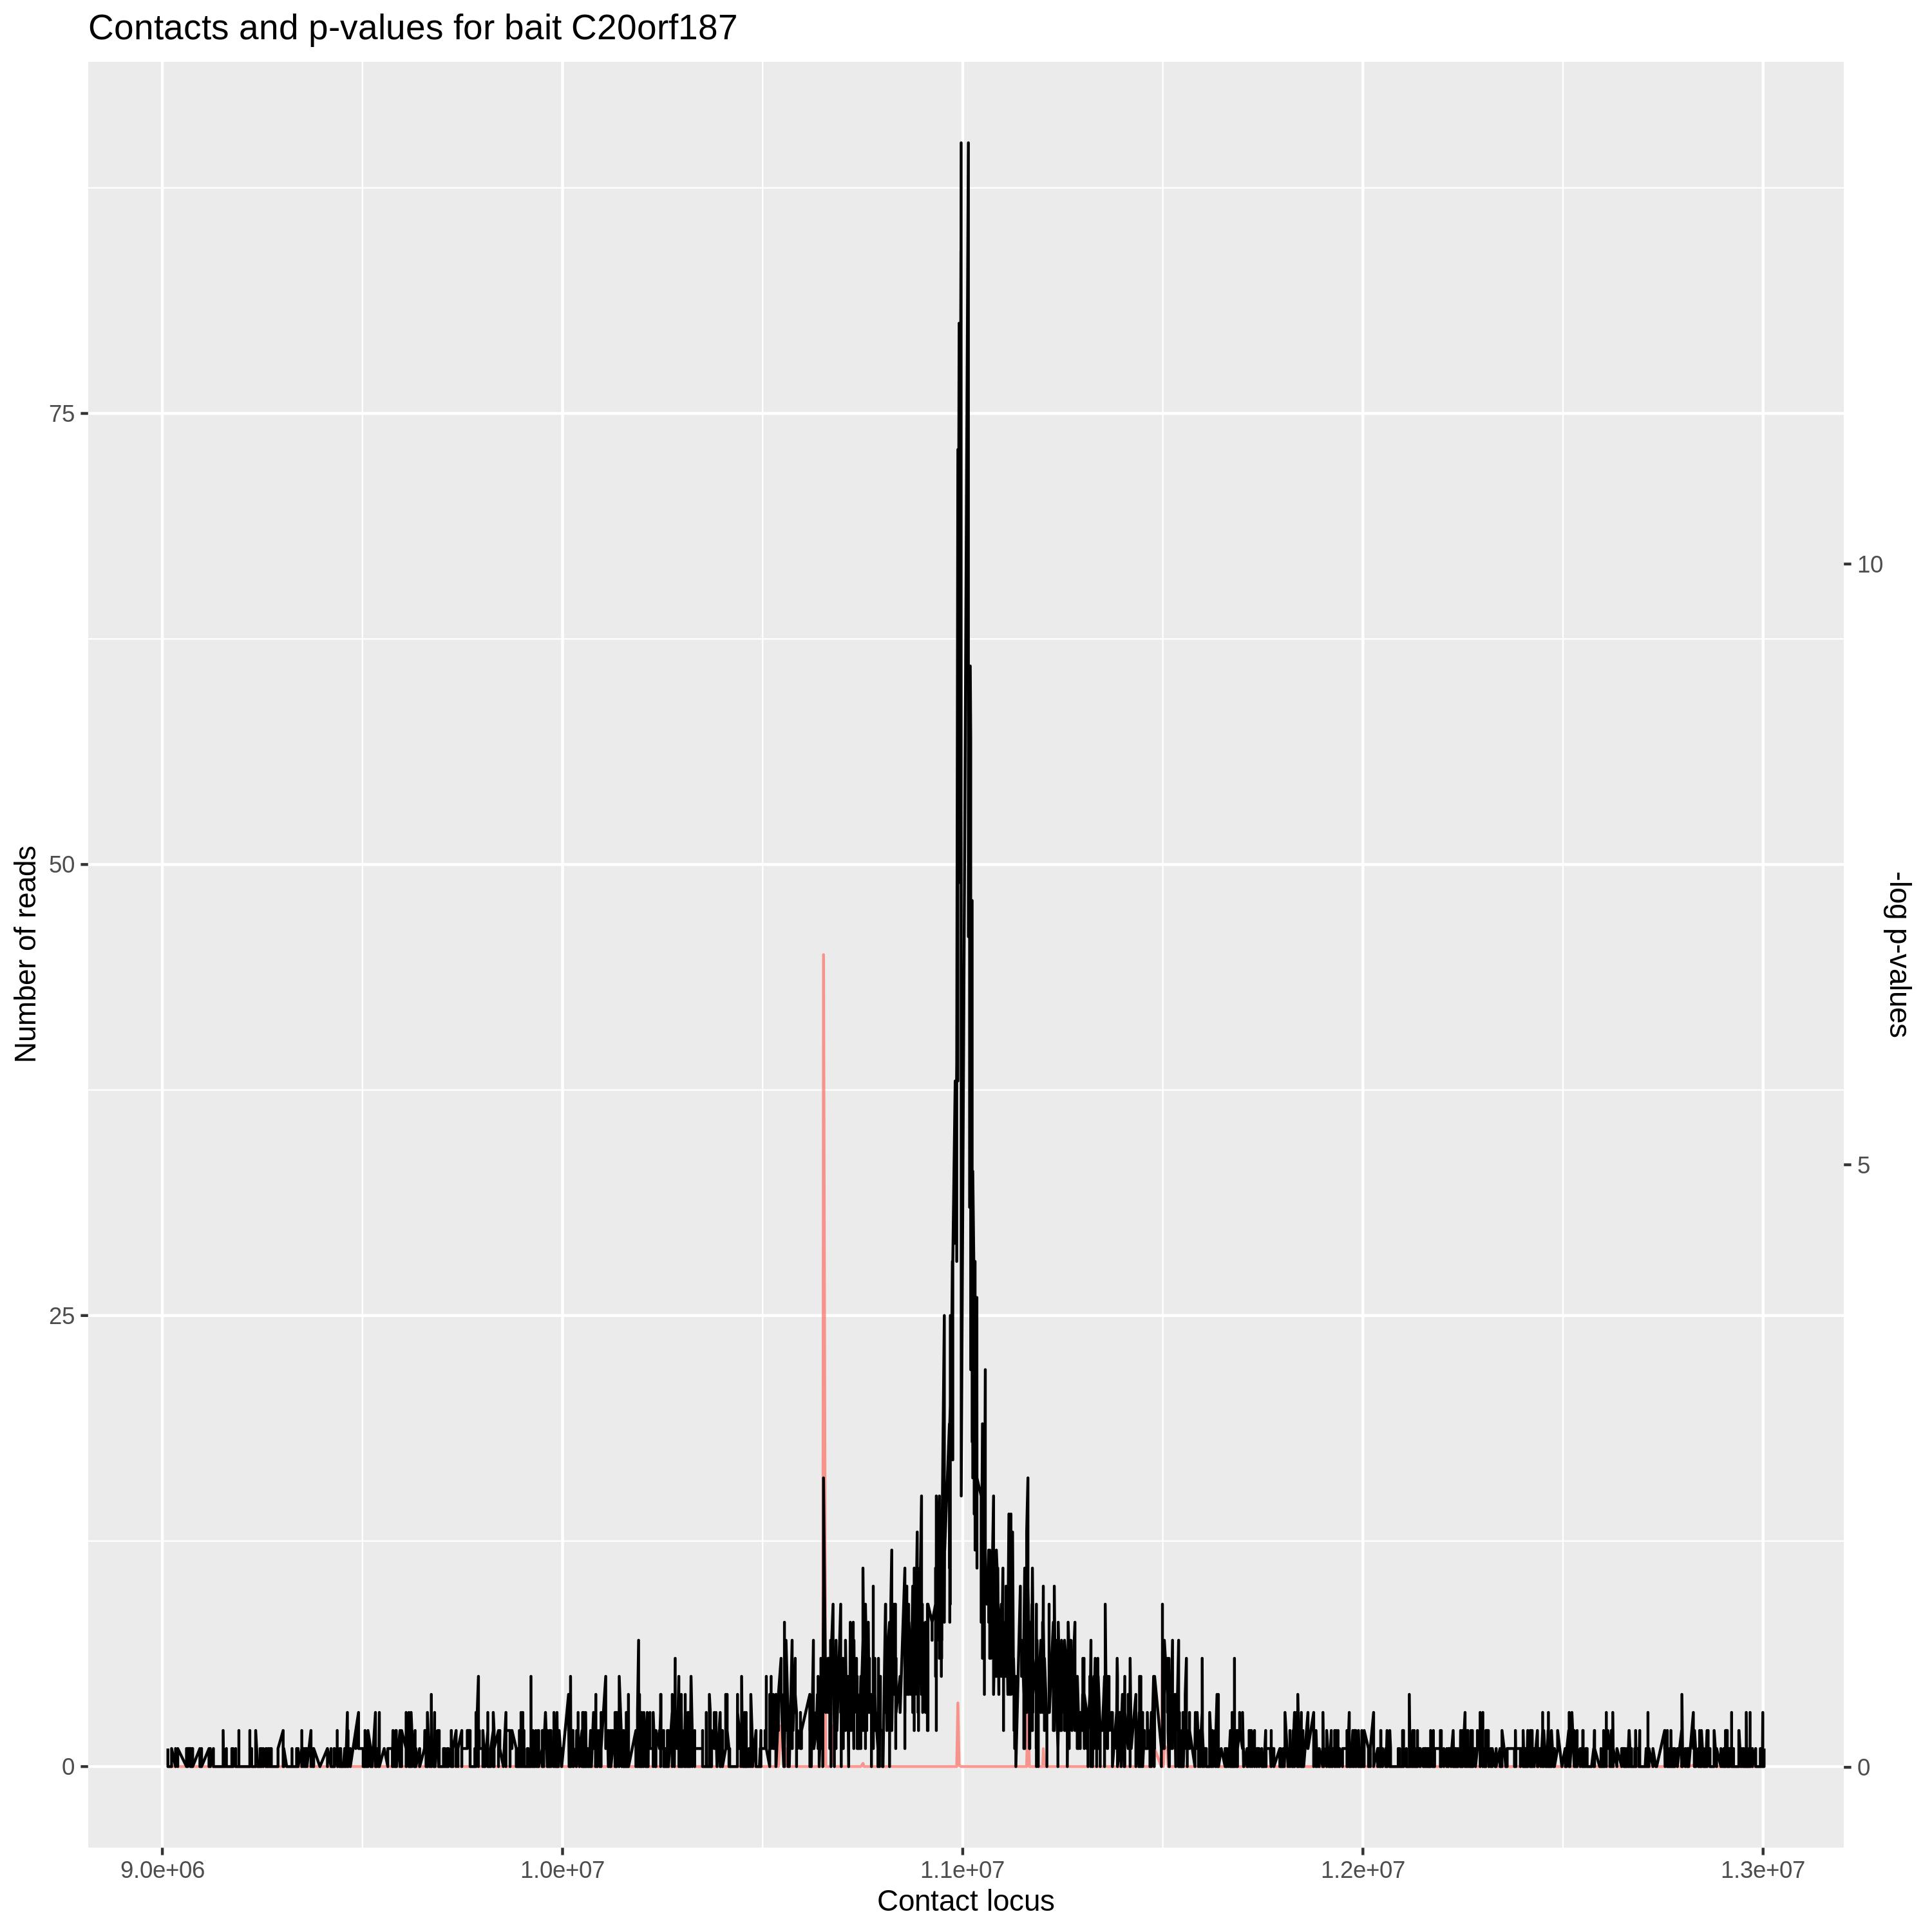 Contacts and p-values for bait C20orf187
75
50
25
0
Number of reads
10
5
0
-log p-values
9.0e+06
1.0e+07
1.1e+07
1.2e+07
1.3e+07
Contact locus